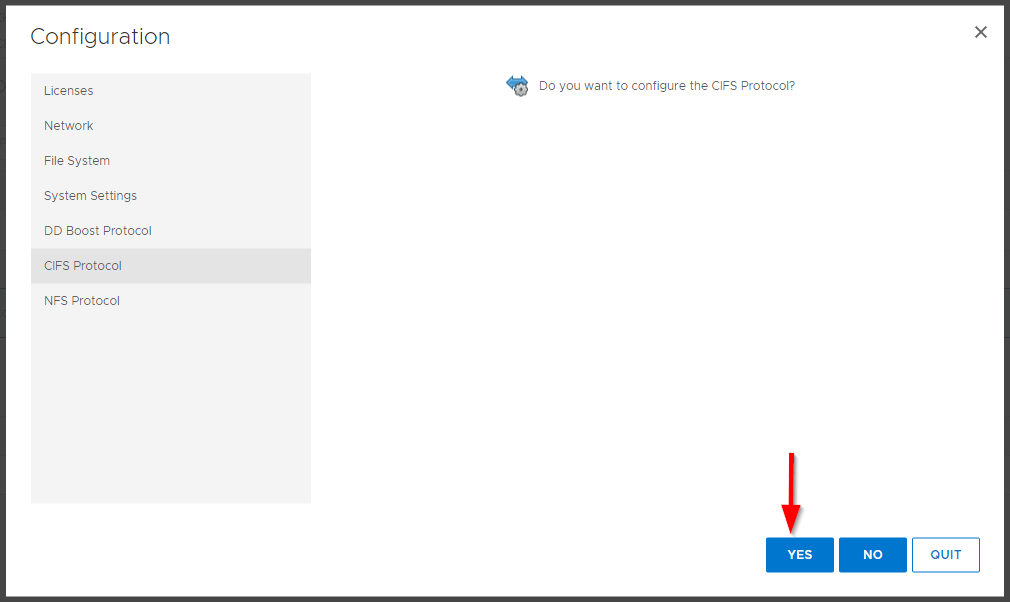 Configuration
Licenses
Network
File System
System Settings
DD Boost Protocol
CIFS Protocol
NFS Protocol
Do you want to configure the CIFS Protocol?
YES
NO
QUIT